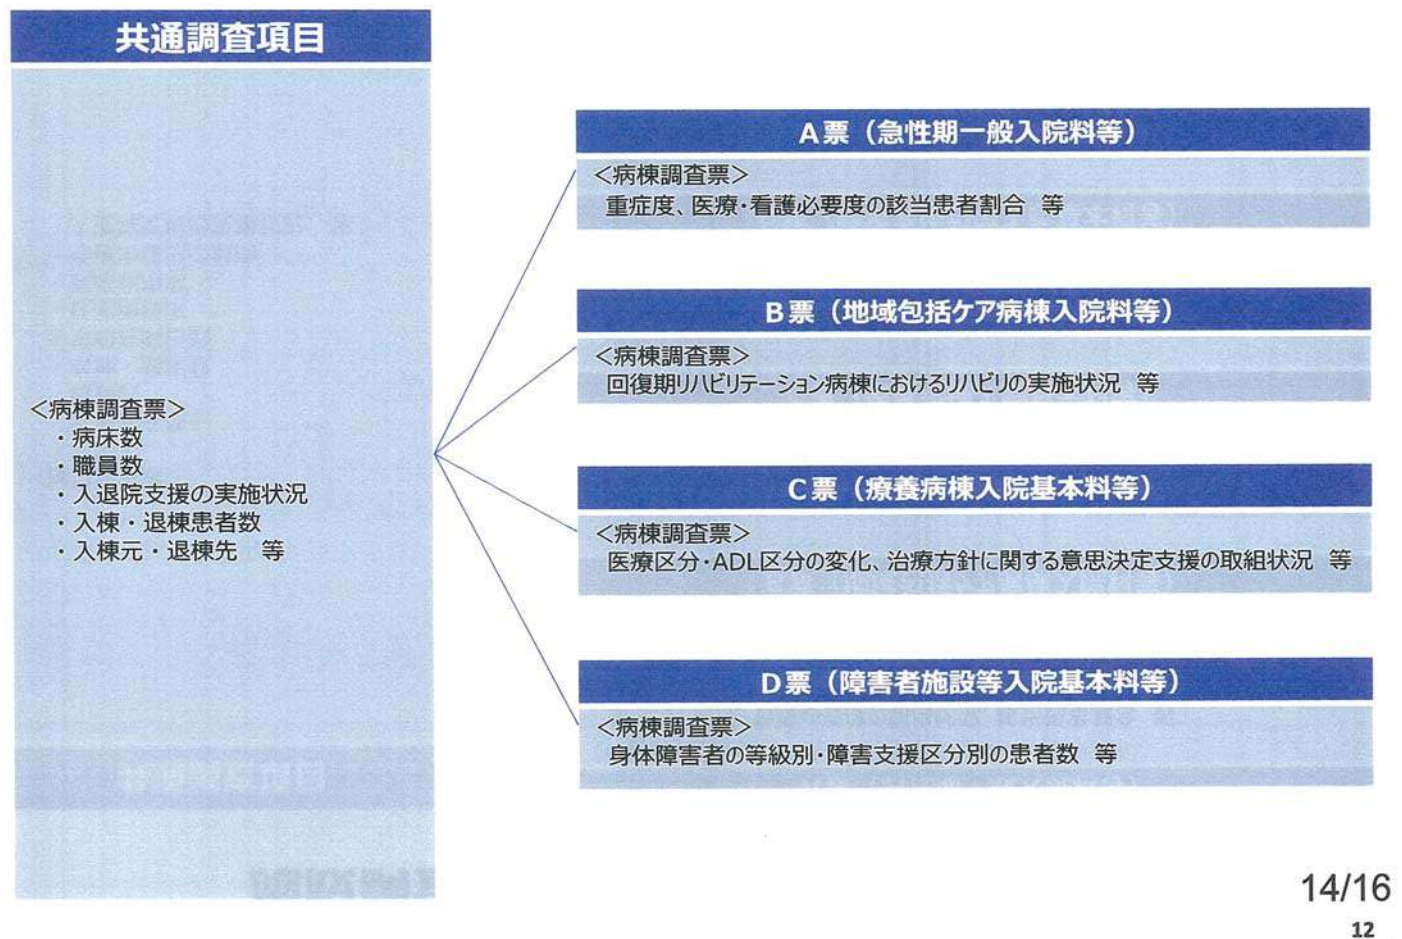 共通調査項目
＜病棟調査票＞
・病床数
・職員数
・入退院支援の実施状況
・入棟・退棟患者数
・入棟元・退棟先　等
A票（急性期一般入院料等）
＜病棟調査票＞
重症度、医療・看護必要度の該当患者割合　等
B票（地域包括ケア病棟入院料等）
＜病棟調査票＞
回復期リハビリテーション病棟におけるリハビリの実施状況　等
C票（療養病棟入院基本料等）
＜病棟調査票＞
医療区分・ADL区分の変化、治療方針に関する意思決定支援の取組状況　等
D票（障害者施設等入院基本料等）
＜病棟調査票＞
身体障害者の等級別・障害支援区分別の患者数　等
14/16
12